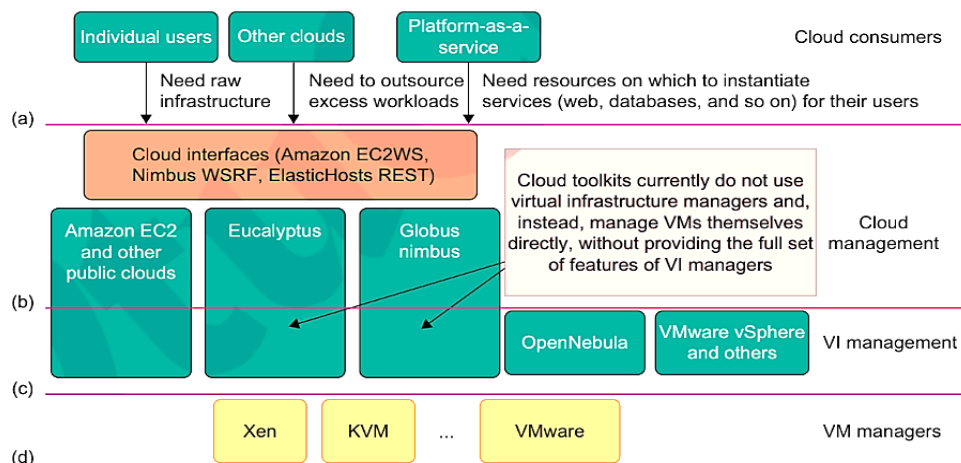 Individual users
Other clouds
Platform-as-a-
service
Cloud consumers
Need raw
infrastructure
Need to outsource
excess workloads
Need resources on which to instantiate
services (web, databases, and so on) for their users
(a)
Cloud interfaces (Amazon EC2WS,
Nimbus WSRF, ElasticHosts REST)
Cloud toolkits currently do not use
virtual infrastructure managers and,
instead, manage VMs themselves
directly, without providing the full set
of features of VI managers
Amazon EC2
and other
public clouds
Eucalyptus
Globus
nimbus
Cloud
management
(b)
OpenNebula
VMware vSphere
and others
VI management
(c)
Xen
KVM
...
VMware
VM managers
(d)